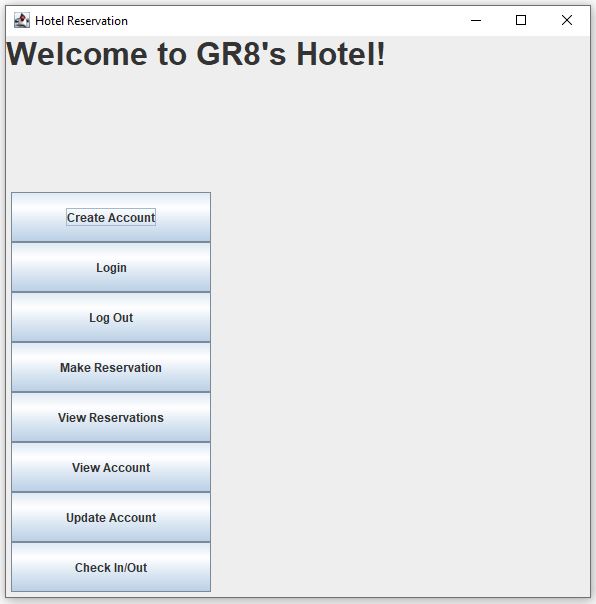 Hotel Reservation
Welcome to GR8's Hotel!
Create Account
Login
Log Out
Make Reservation
View Reservations
View Account
Update Account
Check In/Out